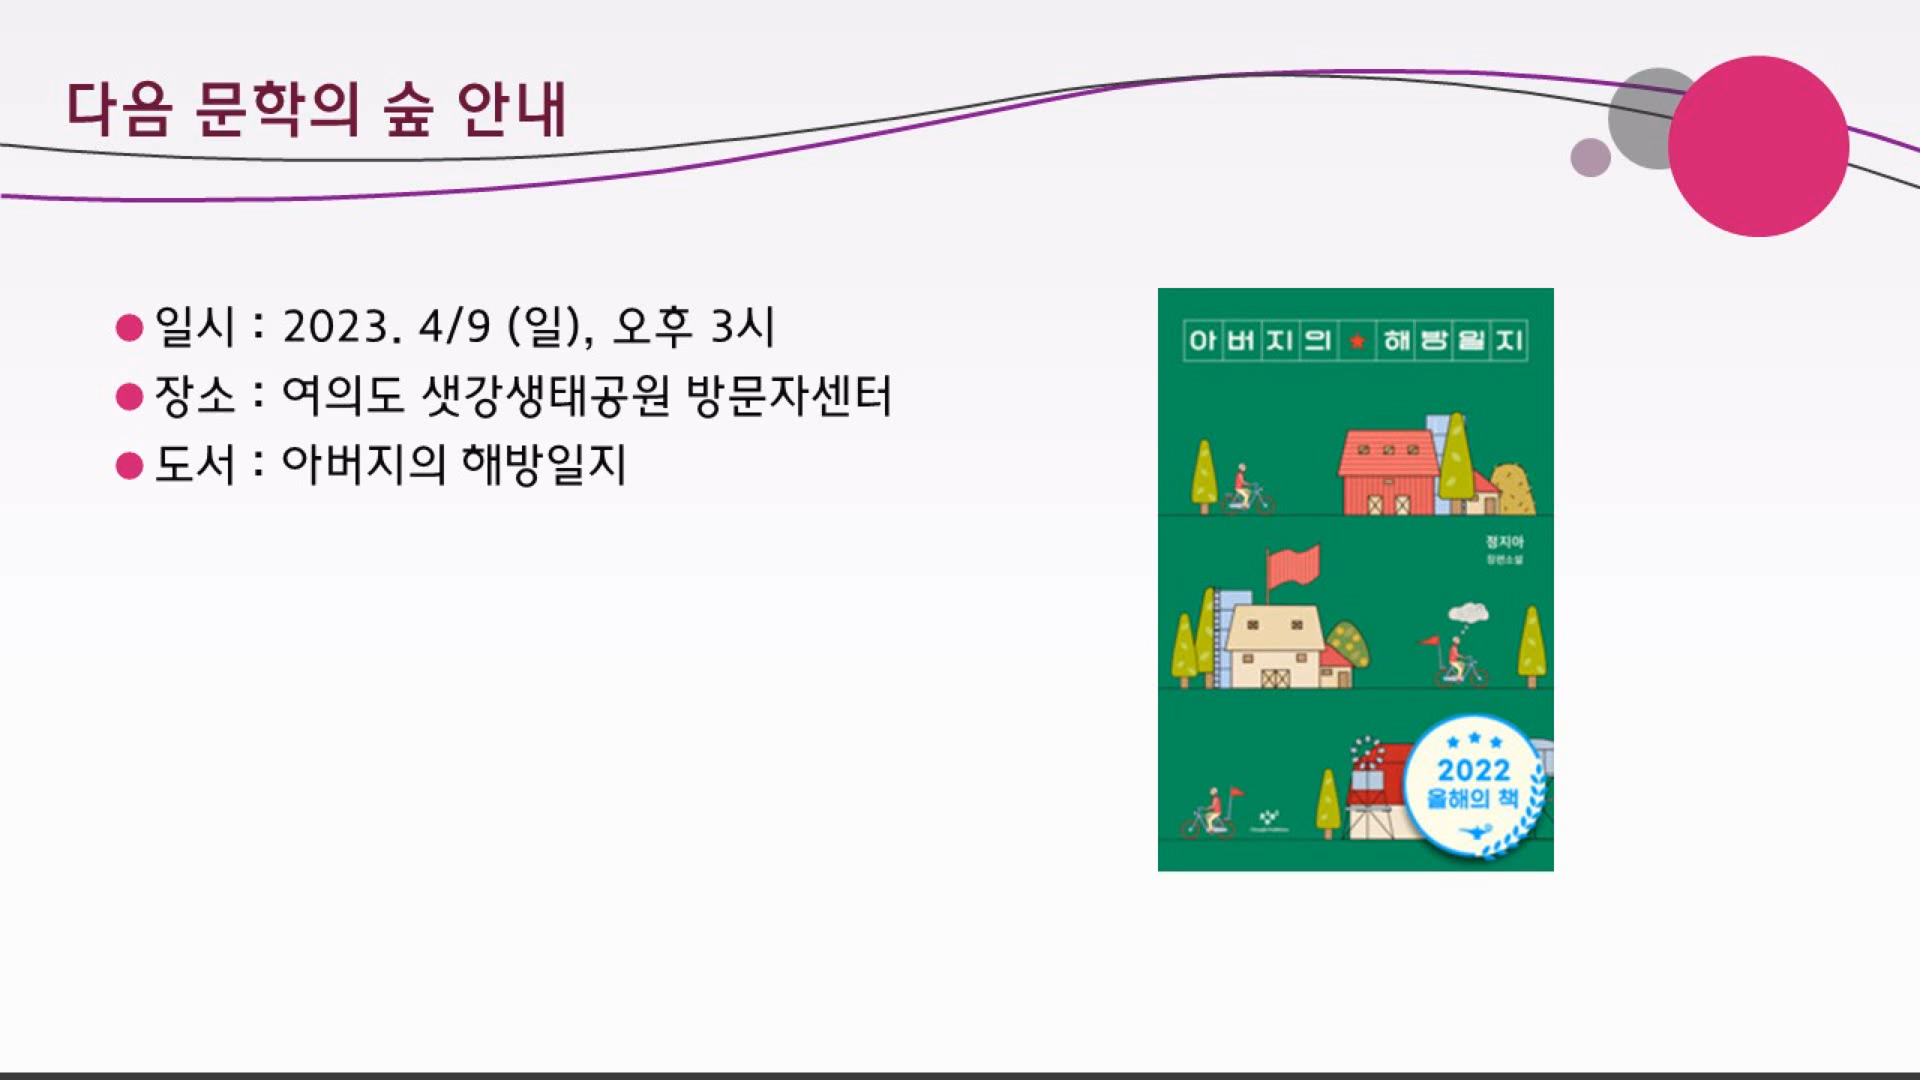 다음 문학의 숲 안내
일시 : 2023. 4/9 (일), 오후 3시
장소 : 여의도 샛강생태공원 방문자센터
도서 : 아버지의 해방일지
아버지의 ★ 해방일지
정지아
장편소설
2022
올해의 책